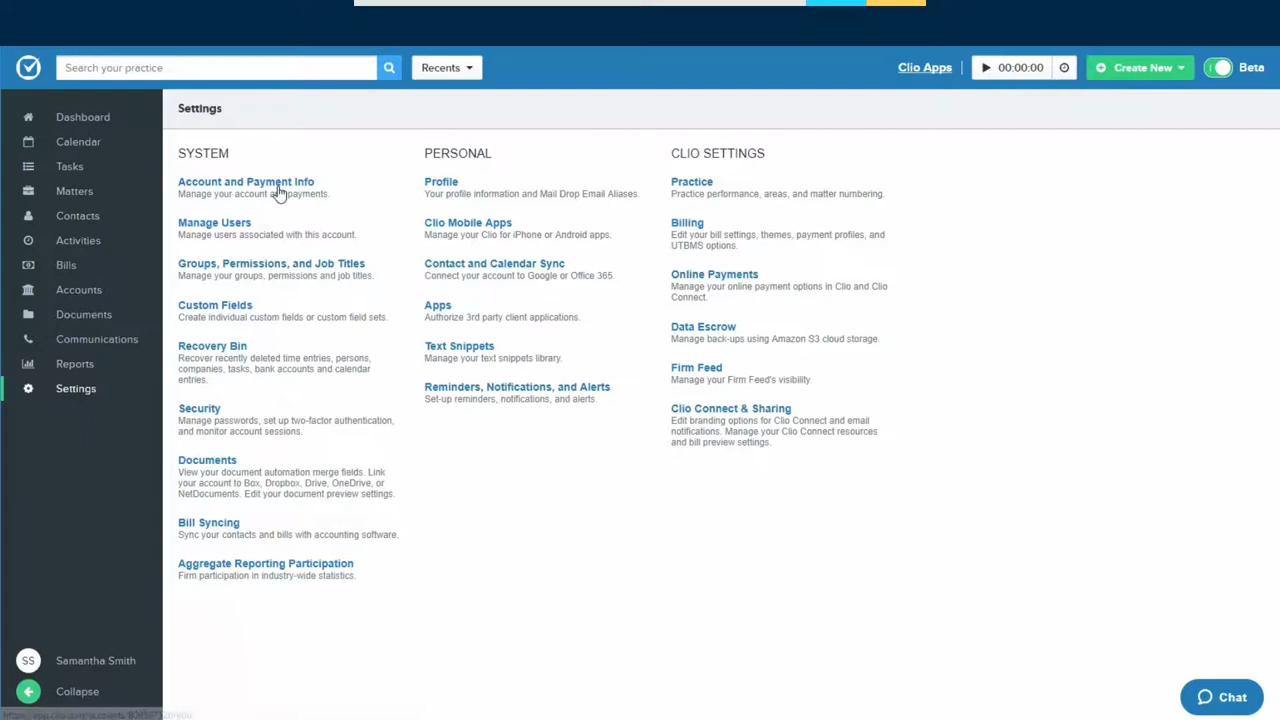 Search your practice
Recents
Clio Apps
00:00:00
Create New
Beta
Dashboard
Calendar
Tasks
Matters
Contacts
Activities
Bills
Accounts
Documents
Communications
Reports
Settings
Samantha Smith
SS
Collapse
Settings
SYSTEM
Account and Payment Info
Manage your account and payments.
Manage Users
Manage users associated with this account.
Groups, Permissions, and Job Titles
Manage your groups, permissions and job titles.
Custom Fields
Create individual custom fields or custom field sets.
Recovery Bin
Recover recently deleted time entries, persons,
companies, tasks, bank accounts and calendar
entries.
Security
Manage passwords, set up two-factor authentication,
and monitor account sessions.
Documents
View your document automation merge fields. Link
your account to Box, Dropbox, Drive, OneDrive, or
NetDocuments. Edit your document preview settings.
Bill Syncing
Sync your contacts and bills with accounting software.
Aggregate Reporting Participation
Firm participation in industry-wide statistics.
PERSONAL
Profile
Your profile information and Mail Drop Email Aliases.
Clio Mobile Apps
Manage your Clio for iPhone or Android apps.
Contact and Calendar Sync
Connect your account to Google or Office 365.
Apps
Authorize 3rd party client applications.
Text Snippets
Manage your text snippets library.
Reminders, Notifications, and Alerts
Set-up reminders, notifications, and alerts.
CLIO SETTINGS
Practice
Practice performance, areas, and matter numbering.
Billing
Edit your bill settings, themes, payment profiles, and
UTBMS options.
Online Payments
Manage your online payment options in Clio and Clio
Connect.
Data Escrow
Manage back-ups using Amazon S3 cloud storage.
Firm Feed
Manage your Firm Feed's visibility.
Clio Connect & Sharing
Edit branding options for Clio Connect and email
notifications. Manage your Clio Connect resources
and bill preview settings.
Chat